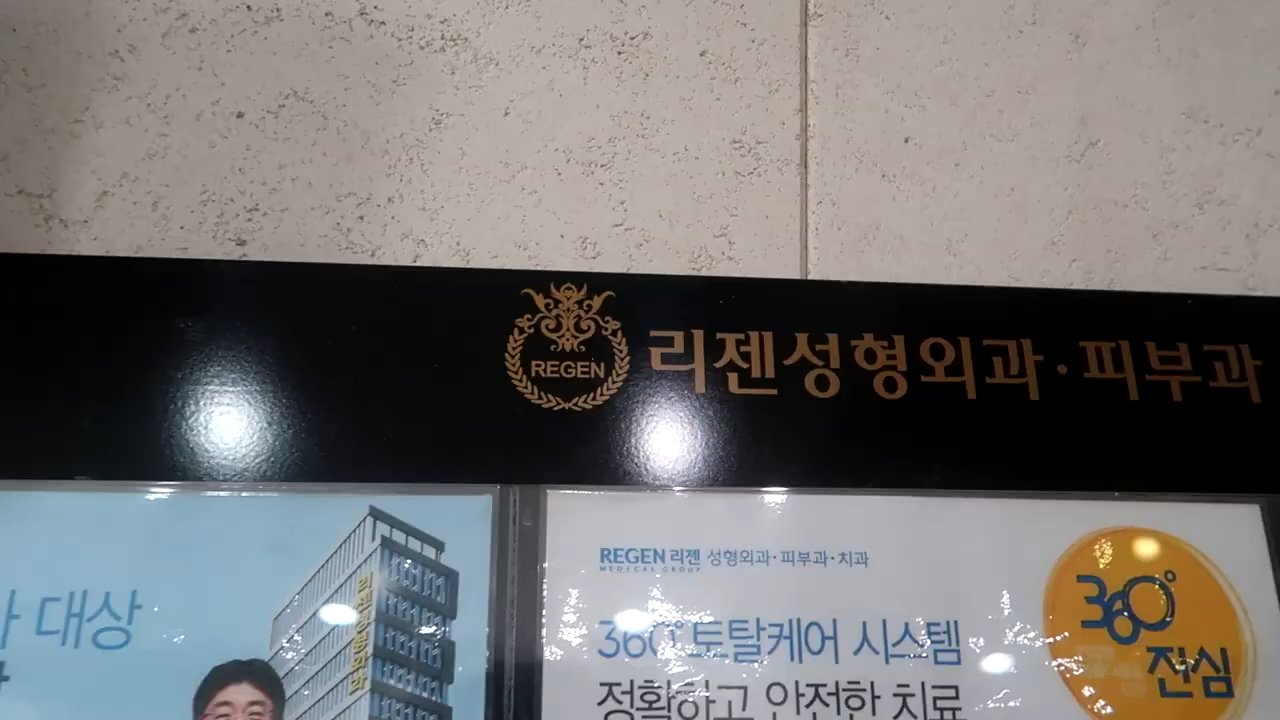 REGEN
리젠성형외과·피부과
대상
REGEN 리젠 성형외과·피부과·치과
MEDICAL GROUP
360° 토탈케어 시스템
정확하고 안전한 치료
360°
진심